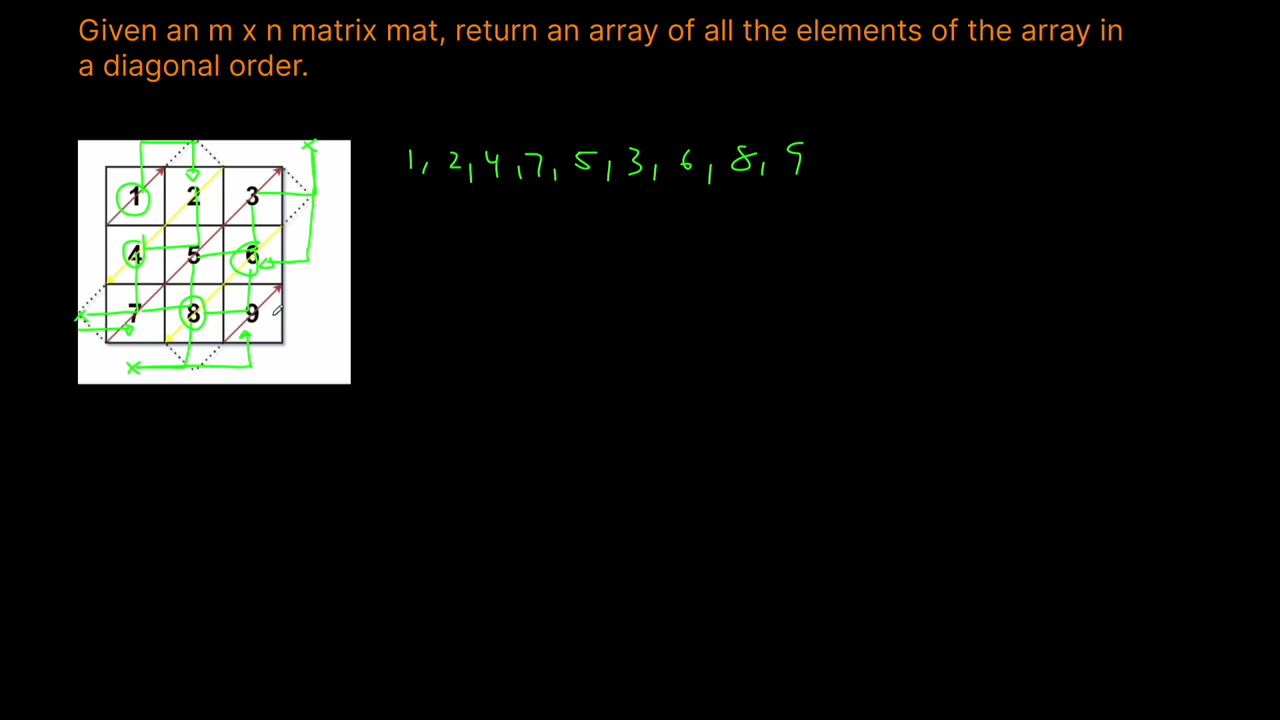 Given an m x n matrix mat, return an array of all the elements of the array in
a diagonal order.
1, 2, 4, 7, 5, 3, 6, 8, 9
1 2 3
4 5 6
7 8 9